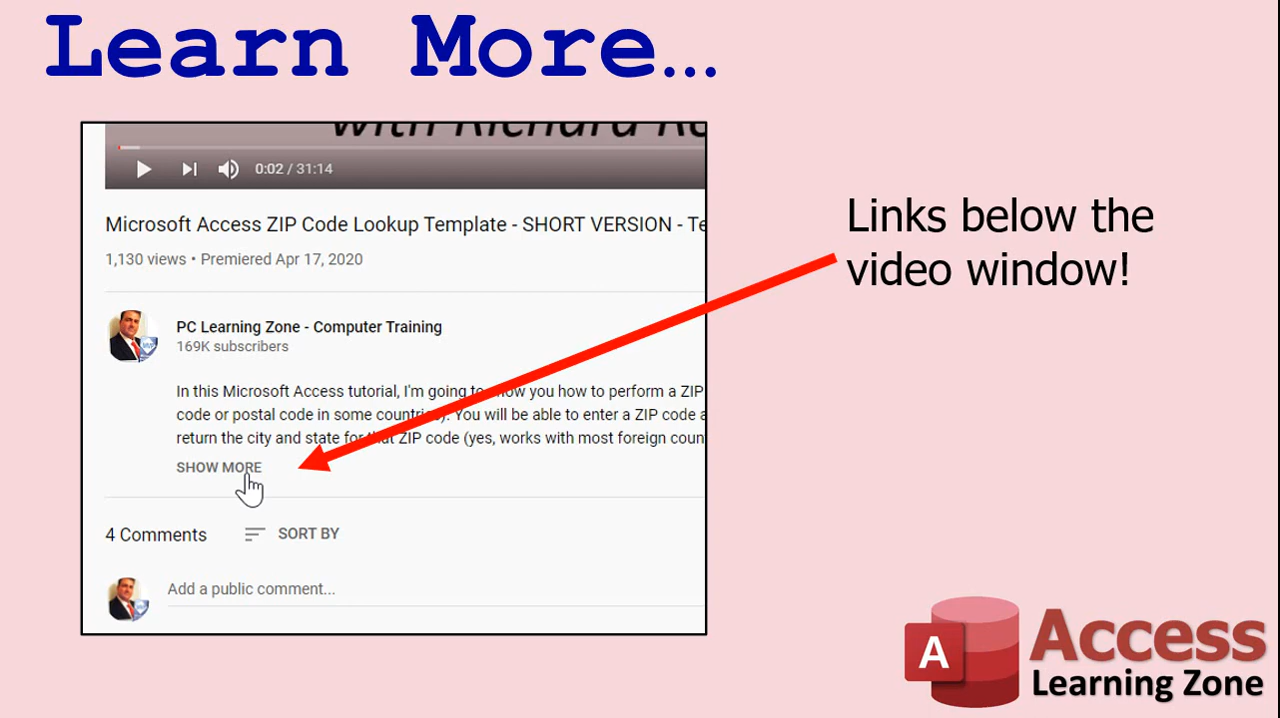 Learn More...
with Richard
0:02 / 31:14
Microsoft Access ZIP Code Lookup Template - SHORT VERSION -
1,130 views • Premiered Apr 17, 2020
PC Learning Zone - Computer Training
169K subscribers
In this Microsoft Access tutorial, I'm going to show you how to perform a ZIP
code or postal code in some countries). You will be able to enter a ZIP code
return the city and state for that ZIP code (yes, works with most foreign
SHOW MORE
4 Comments
SORT BY
Add a public comment...
Links below the
video window!
A
Access
Learning Zone